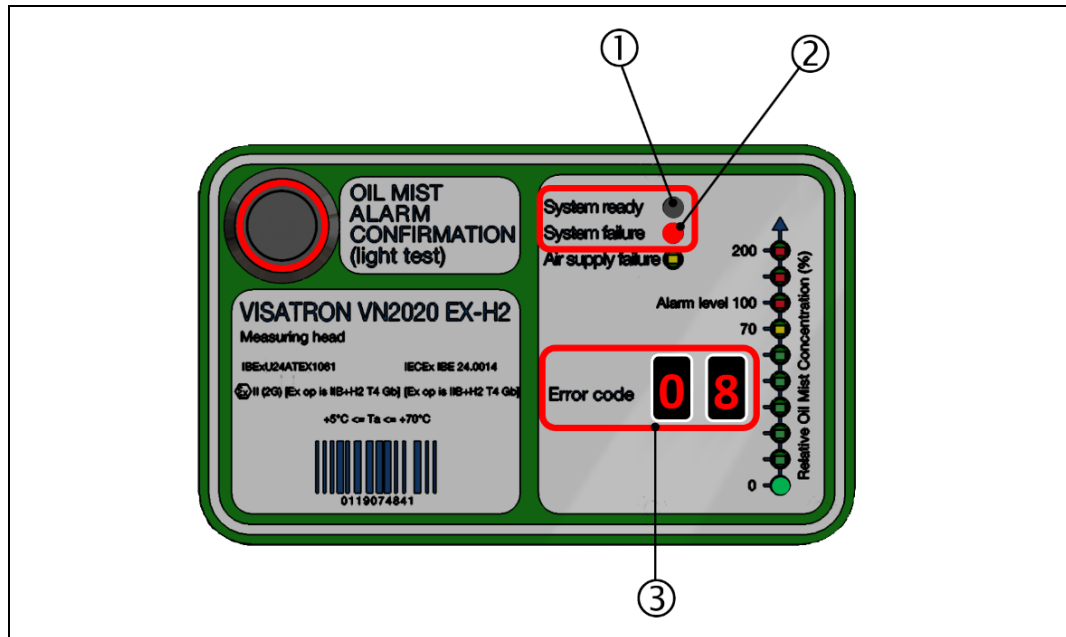 ①
②
OIL MIST
ALARM
CONFIRMATION
(light test)
System ready
System failure
Air supply failure
200
Alarm level 100
70
0
Relative Oil Mist Concentration (%)
VISATRON VN2020 EX-H2
Measuring head
IBExU24ATEX1061 IECEx IBE 24.0014
Ex II (2G) [Ex op is IIB+H2 T4 Gb] [Ex op is IIB+H2 T4 Gb]
+5°C <= Ta <= +70°C
0119074841
Error code 0 8
③